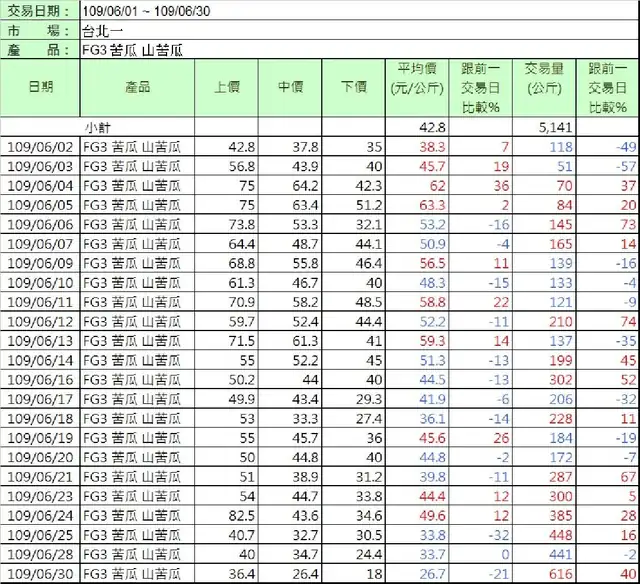 交易日期： 109/06/01 ~ 109/06/30
市 場： 台北一
產 品： FG3 苦瓜 山苦瓜
日期 產品 上價 中價 下價 平均價(元/公斤) 跟前一交易日比較% 交易量(公斤) 跟前一交易日比較%
小計 42.8 5,141
109/06/02 FG3 苦瓜 山苦瓜 42.8 37.8 35 38.3 7 118 -49
109/06/03 FG3 苦瓜 山苦瓜 56.8 43.9 40 45.7 19 51 -57
109/06/04 FG3 苦瓜 山苦瓜 75 64.2 42.3 62 36 70 37
109/06/05 FG3 苦瓜 山苦瓜 75 63.4 51.2 63.3 2 84 20
109/06/06 FG3 苦瓜 山苦瓜 73.8 53.3 32.1 53.2 -16 145 73
109/06/07 FG3 苦瓜 山苦瓜 64.4 48.7 44.1 50.9 -4 165 14
109/06/09 FG3 苦瓜 山苦瓜 68.8 55.8 46.4 56.5 11 139 -16
109/06/10 FG3 苦瓜 山苦瓜 61.3 46.7 40 48.3 -15 133 -4
109/06/11 FG3 苦瓜 山苦瓜 70.9 58.2 48.5 58.8 22 121 -9
109/06/12 FG3 苦瓜 山苦瓜 59.7 52.4 44.4 52.2 -11 210 74
109/06/13 FG3 苦瓜 山苦瓜 71.5 61.3 41 59.3 14 137 -35
109/06/14 FG3 苦瓜 山苦瓜 55 52.2 45 51.3 -13 199 45
109/06/16 FG3 苦瓜 山苦瓜 50.2 44 40 44.5 -13 302 52
109/06/17 FG3 苦瓜 山苦瓜 49.9 43.4 29.3 41.9 -6 206 -32
109/06/18 FG3 苦瓜 山苦瓜 53 33.3 27.4 36.1 -14 228 11
109/06/19 FG3 苦瓜 山苦瓜 55 45.7 36 45.6 26 184 -19
109/06/20 FG3 苦瓜 山苦瓜 50 44.8 40 44.8 -2 172 -7
109/06/21 FG3 苦瓜 山苦瓜 51 38.9 31.2 39.8 -11 287 67
109/06/23 FG3 苦瓜 山苦瓜 54 44.7 33.8 44.4 12 300 5
109/06/24 FG3 苦瓜 山苦瓜 82.5 43.6 34.6 49.6 12 385 28
109/06/25 FG3 苦瓜 山苦瓜 40.7 32.7 30.5 33.8 -32 448 16
109/06/28 FG3 苦瓜 山苦瓜 40 34.7 24.4 33.7 0 441 -2
109/06/30 FG3 苦瓜 山苦瓜 36.4 26.4 18 26.7 -21 616 40